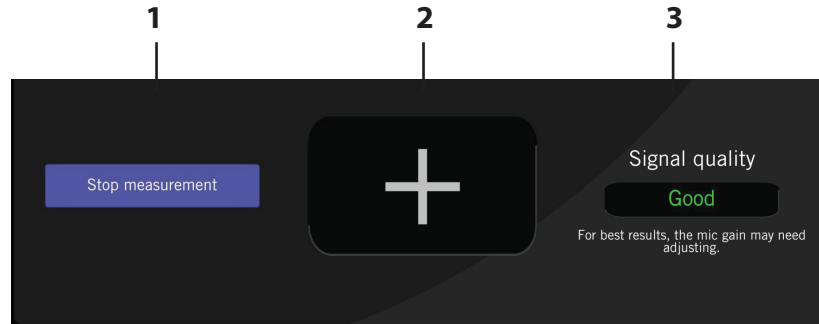 1 2 3
Stop measurement
Signal quality
Good
For best results, the mic gain may need
adjusting.